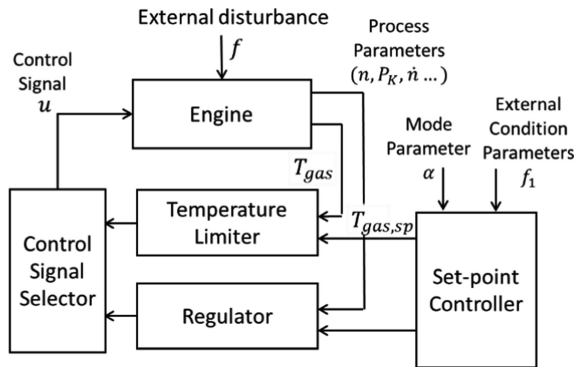 External disturbance
f
Process
Parameters
(n, P_K, ṅ ...)
Control
Signal
u
Engine
External
Condition
Parameters
f₁
Mode
Parameter
α
T_gas
Temperature
Limiter
T_gas,sp
Control
Signal
Selector
Set-point
Controller
Regulator